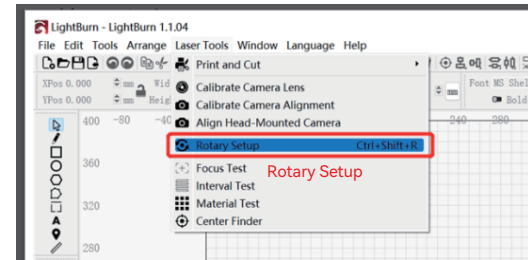 LightBurn - LightBurn 1.1.04
File Edit Tools Arrange Laser Tools Window Language Help
Print and Cut
XPos 0.000
Calibrate Camera Lens
Font MS Shel
YPos 0.000
Calibrate Camera Alignment
Bold
400 -80 -40
Align Head-Mounted Camera
240 280
Rotary Setup Ctrl+Shift+R
360
Focus Test
Rotary Setup
Interval Test
320
Material Test
Center Finder
280